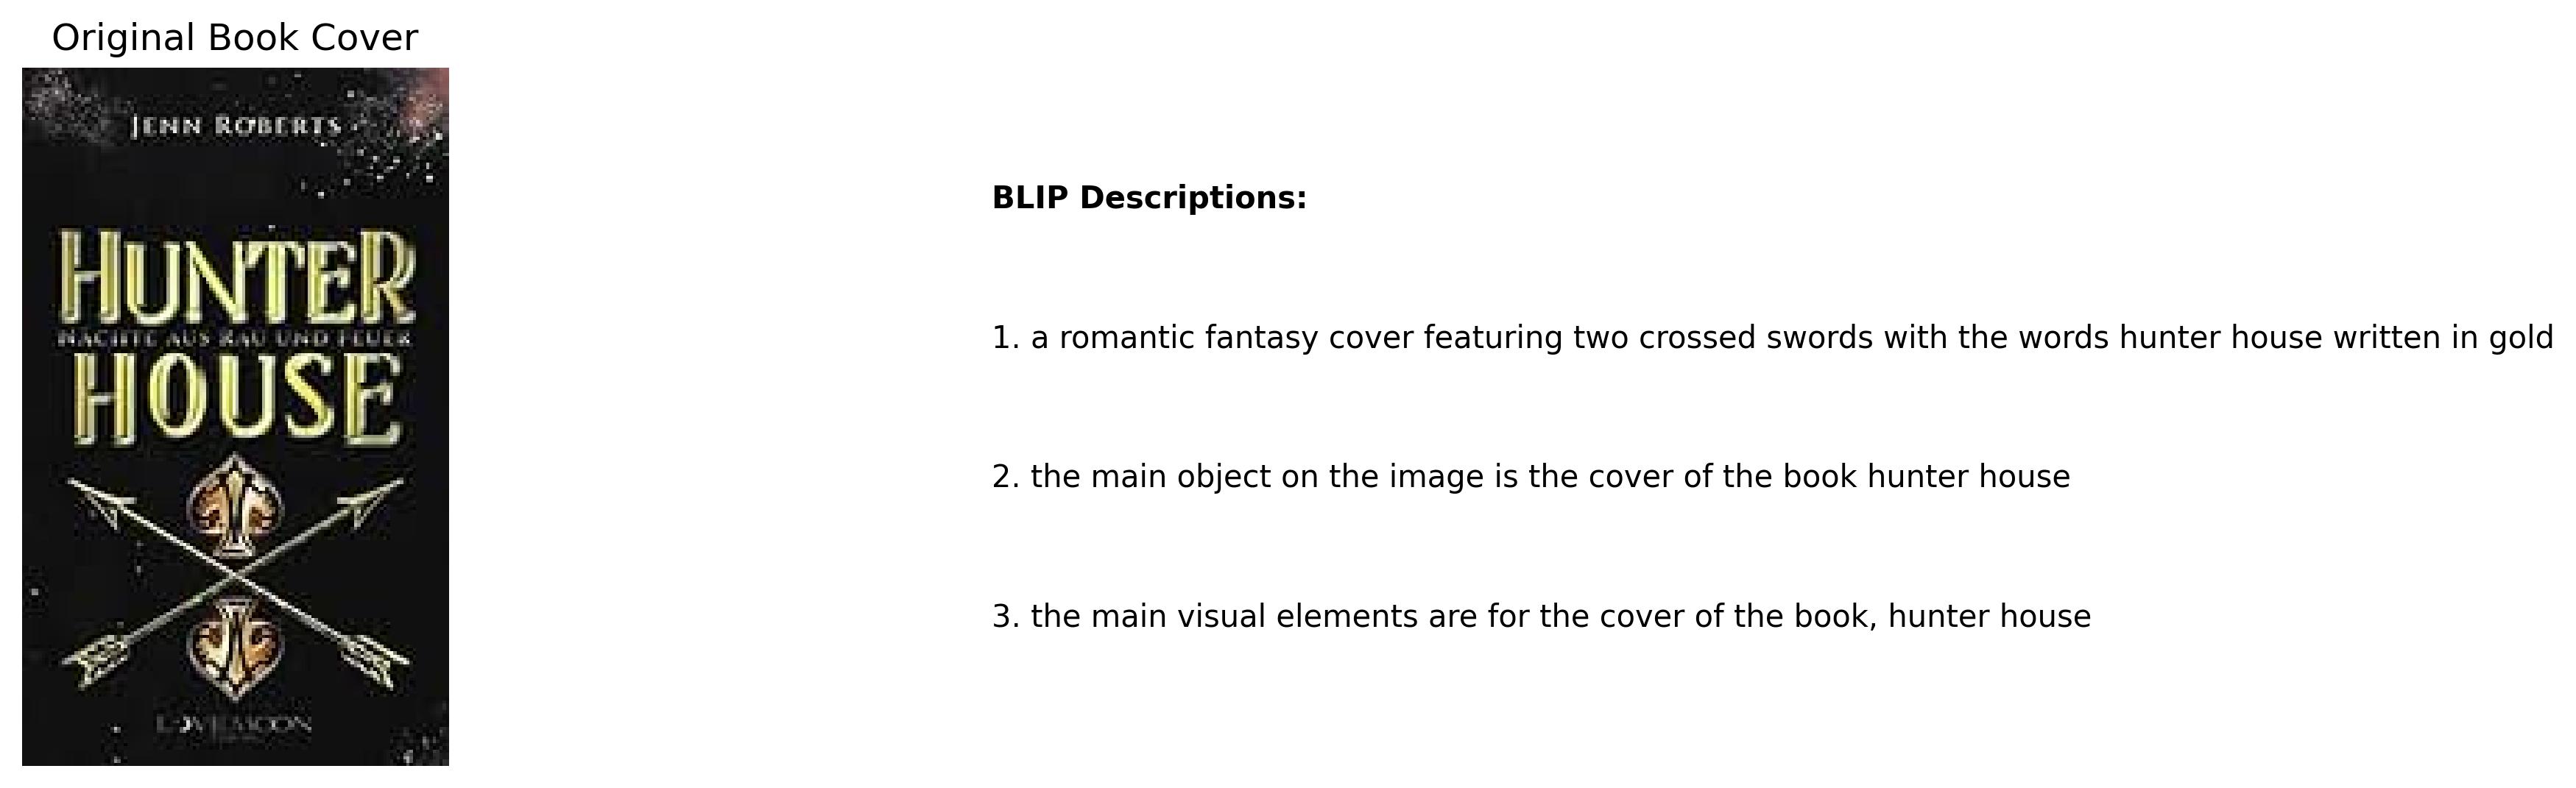 Original Book Cover
JENN ROBERTS
HUNTER
NÄCHTE AUS RAU UND FEUER
HOUSE
LOVEMOON
BLIP Descriptions:
1. a romantic fantasy cover featuring two crossed swords with the words hunter house written in gold
2. the main object on the image is the cover of the book hunter house
3. the main visual elements are for the cover of the book, hunter house